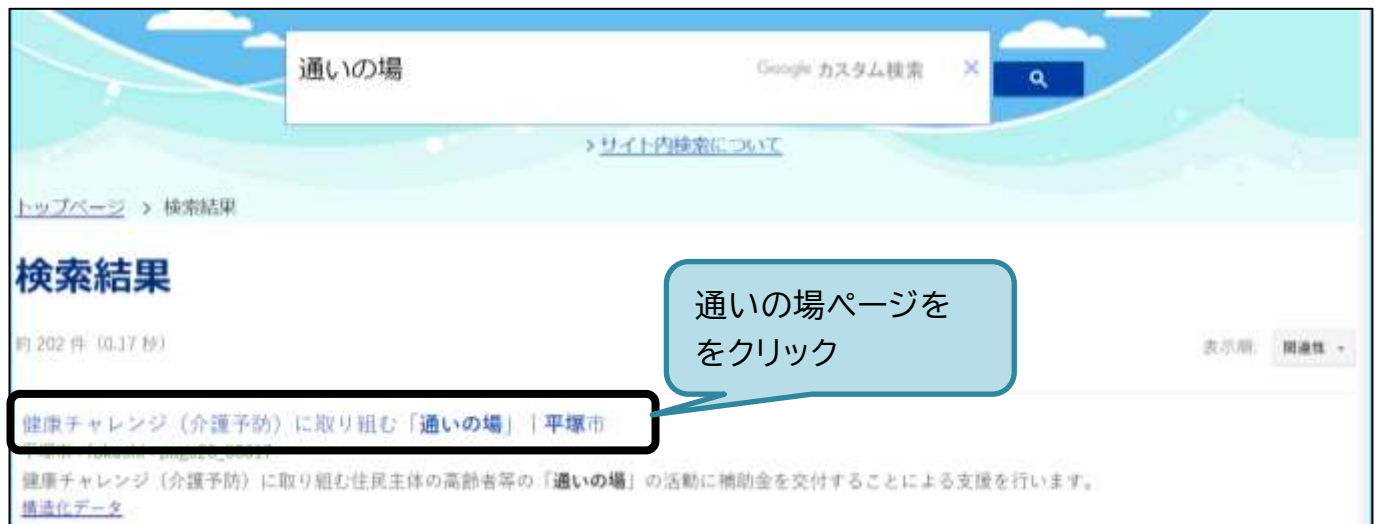 通いの場
Google カスタム検索 ×
> サイト内検索について
トップページ > 検索結果
検索結果
通いの場ページを
をクリック
約 202 件 (0.17 秒)
表示順: 関連性
健康チャレンジ（介護予防）に取り組む「通いの場」｜平塚市
健康チャレンジ（介護予防）に取り組む住民主体の高齢者等の「通いの場」の活動に補助金を交付することによる支援を行います。
構造化データ